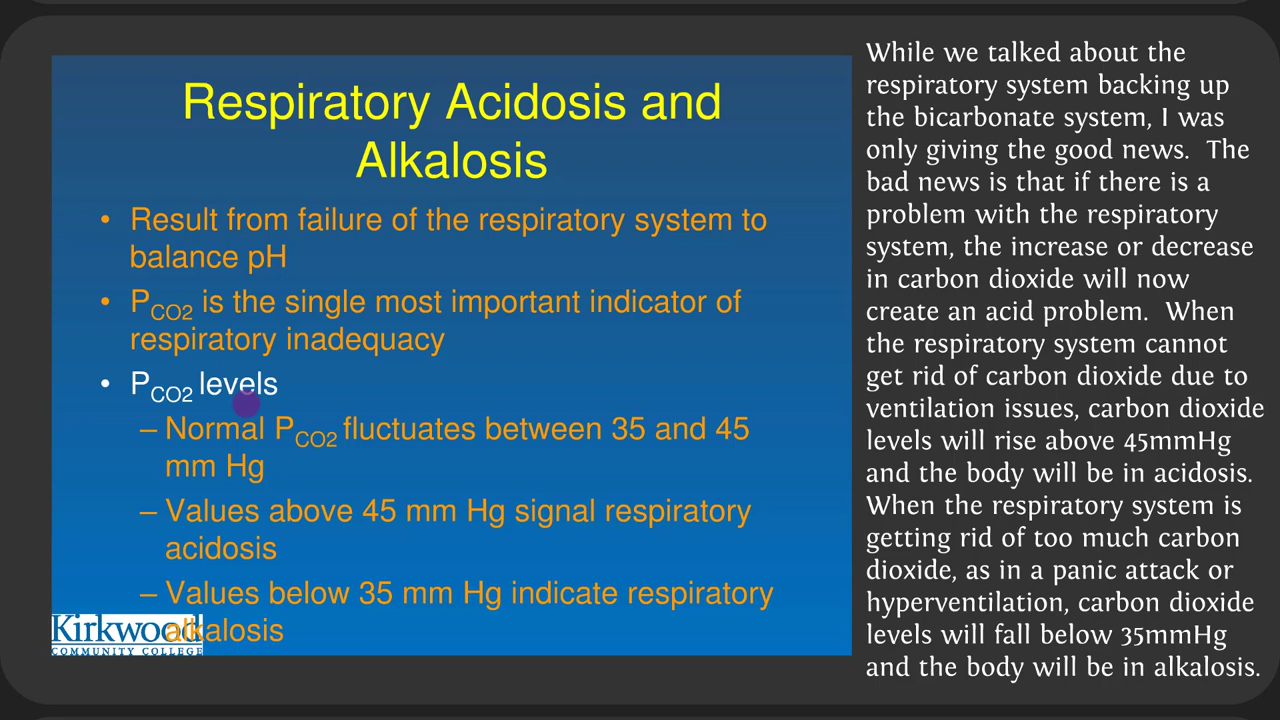 Respiratory Acidosis and
Alkalosis
• Result from failure of the respiratory system to
balance pH
• PCO2 is the single most important indicator of
respiratory inadequacy
• PCO2 levels
– Normal PCO2 fluctuates between 35 and 45
mm Hg
– Values above 45 mm Hg signal respiratory
acidosis
– Values below 35 mm Hg indicate respiratory
alkalosis
Kirkwood
COMMUNITY COLLEGE
While we talked about the
respiratory system backing up
the bicarbonate system, I was
only giving the good news.  The
bad news is that if there is a
problem with the respiratory
system, the increase or decrease
in carbon dioxide will now
create an acid problem.  When
the respiratory system cannot
get rid of carbon dioxide due to
ventilation issues, carbon dioxide
levels will rise above 45mmHg
and the body will be in acidosis.
When the respiratory system is
getting rid of too much carbon
dioxide, as in a panic attack or
hyperventilation, carbon dioxide
levels will fall below 35mmHg
and the body will be in alkalosis.